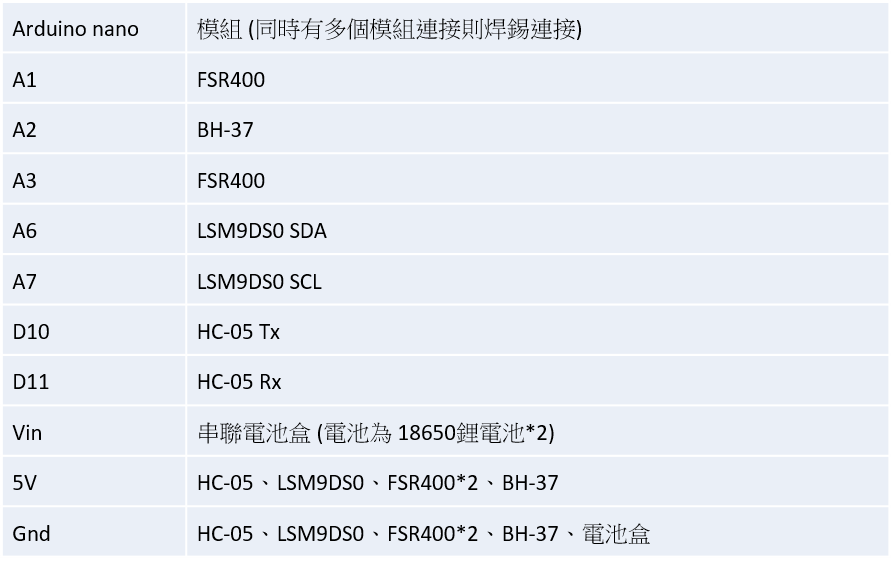 Arduino nano 模組 (同時有多個模組連接則焊錫連接)
A1 FSR400
A2 BH-37
A3 FSR400
A6 LSM9DS0 SDA
A7 LSM9DS0 SCL
D10 HC-05 Tx
D11 HC-05 Rx
Vin 串聯電池盒 (電池為 18650鋰電池*2)
5V HC-05、LSM9DS0、FSR400*2、BH-37
Gnd HC-05、LSM9DS0、FSR400*2、BH-37、電池盒